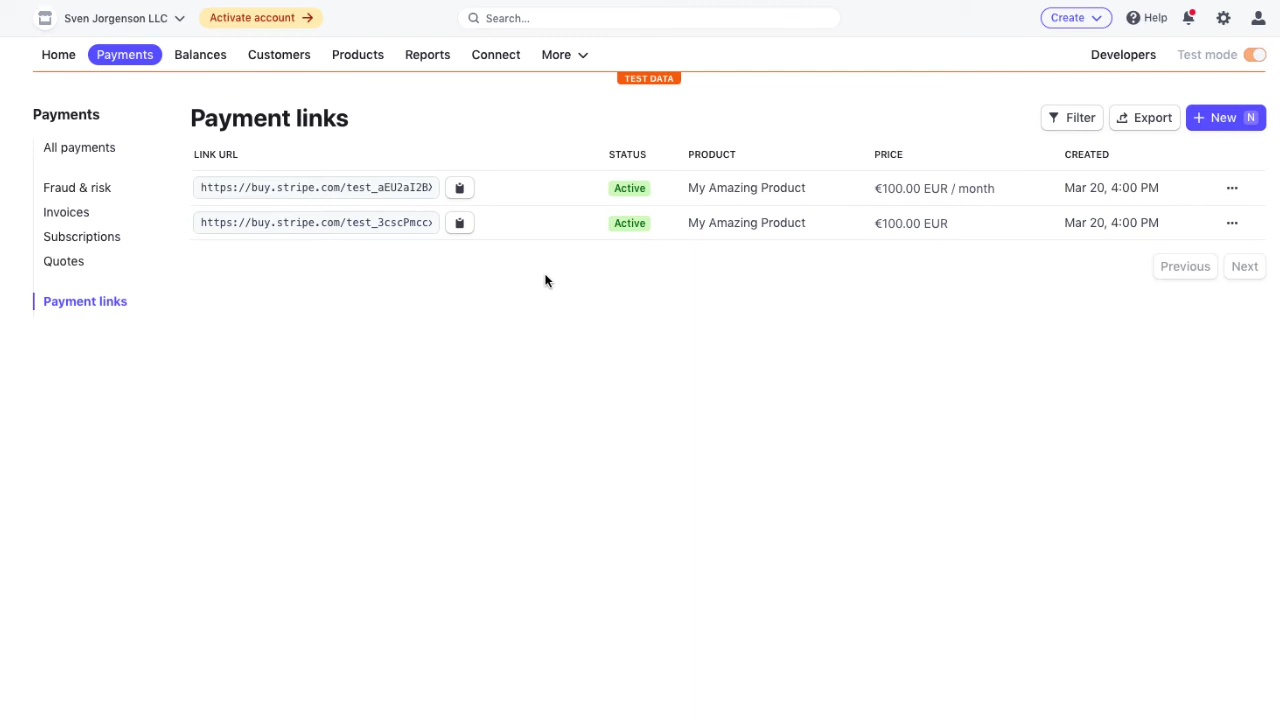 Sven Jorgenson LLC
Activate account →
Search...
Create
Help
Home
Payments
Balances
Customers
Products
Reports
Connect
More
Developers
Test mode
TEST DATA
Payments
All payments
Fraud & risk
Invoices
Subscriptions
Quotes
Payment links
Payment links
Filter
Export
+ New N
LINK URL STATUS PRODUCT PRICE CREATED
https://buy.stripe.com/test_aEU2aI2BX Active My Amazing Product €100.00 EUR / month Mar 20, 4:00 PM
https://buy.stripe.com/test_3cscPmcc Active My Amazing Product €100.00 EUR Mar 20, 4:00 PM
Previous
Next